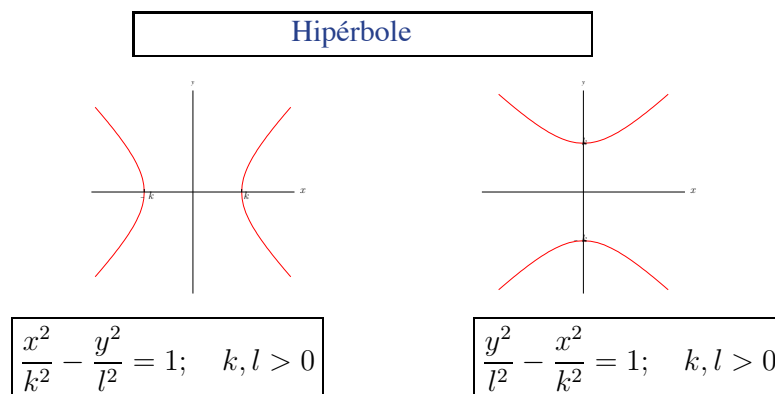 Hipérbole
y
x
- k
k
y
x
k
x²/k² − y²/l² = 1; k, l > 0
y²/l² − x²/k² = 1; k, l > 0